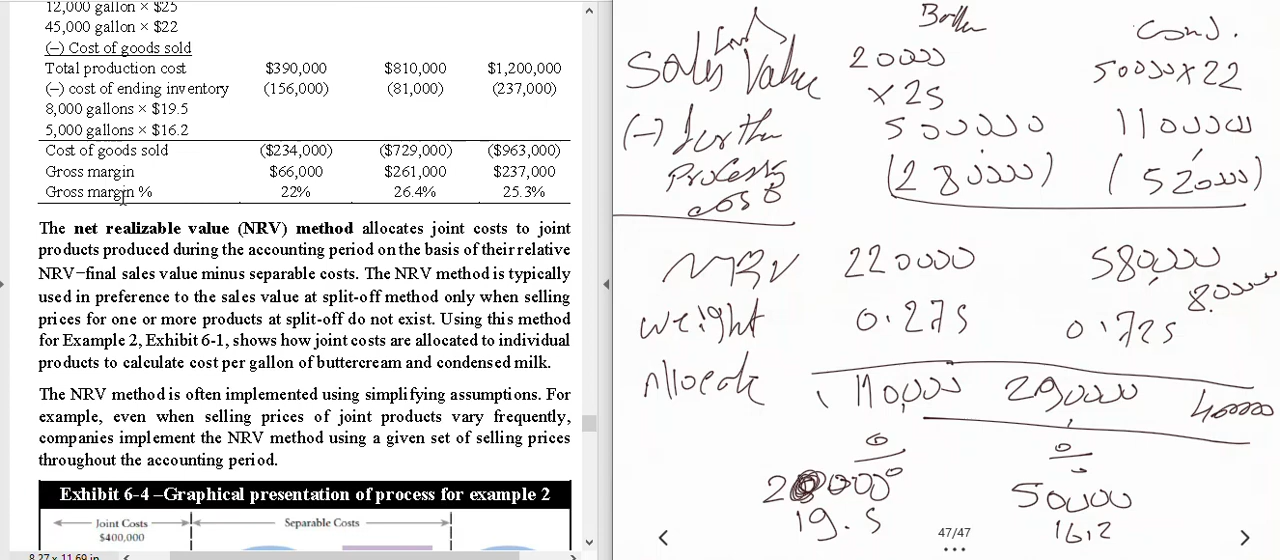 12,000 gallon × $25
45,000 gallon × $22
(−) Cost of goods sold
Total production cost $390,000 $810,000 $1,200,000
(−) cost of ending inventory (156,000) (81,000) (237,000)
8,000 gallons × $19.5
5,000 gallons × $16.2
Cost of goods sold ($234,000) ($729,000) ($963,000)
Gross margin $66,000 $261,000 $237,000
Gross margin % 22% 26.4% 25.3%
The net realizable value (NRV) method allocates joint costs to joint
products produced during the accounting period on the basis of their relative
NRV−final sales value minus separable costs. The NRV method is typically
used in preference to the sales value at split-off method only when selling
prices for one or more products at split-off do not exist. Using this method
for Example 2, Exhibit 6-1, shows how joint costs are allocated to individual
products to calculate cost per gallon of buttercream and condensed milk.
The NRV method is often implemented using simplifying assumptions. For
example, even when selling prices of joint products vary frequently,
companies implement the NRV method using a given set of selling prices
throughout the accounting period.
Exhibit 6-4 –Graphical presentation of process for example 2
Joint Costs Separable Costs
$400,000
8.27 x 11.69 in
Cond.
Sales Value 20000 50000 x 22
x 25
(-) further 500000 1100000
Process (280000) (520000)
cost
NRV 220000 580,000
800000
weight 0.275 0.725
Allocate 110,000 290000 400000
20000 50000
19.5 16.2
47/47